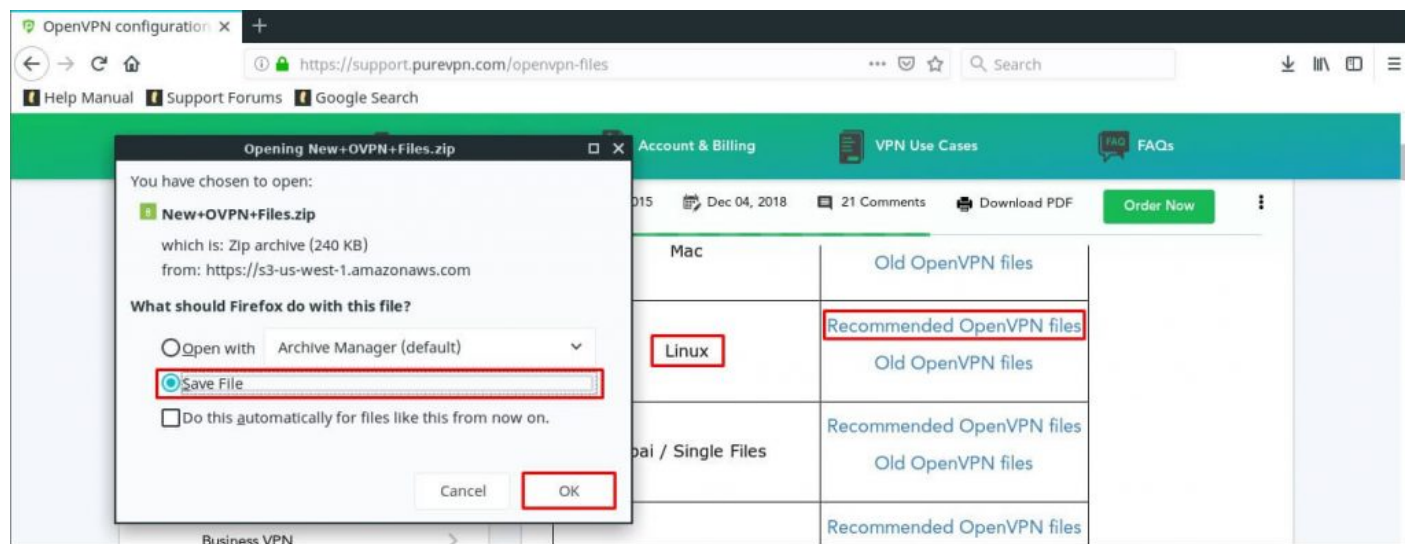 OpenVPN configuration
https://support.purevpn.com/openvpn-files
Search
Help Manual
Support Forums
Google Search
Account & Billing
VPN Use Cases
FAQ
FAQs
Opening New+OVPN+Files.zip
You have chosen to open:
New+OVPN+Files.zip
which is: Zip archive (240 KB)
from: https://s3-us-west-1.amazonaws.com
What should Firefox do with this file?
Open with
Archive Manager (default)
Save File
Do this automatically for files like this from now on.
Cancel
OK
015
Dec 04, 2018
21 Comments
Download PDF
Order Now
Mac
Old OpenVPN files
Linux
Recommended OpenVPN files
Old OpenVPN files
pai / Single Files
Recommended OpenVPN files
Old OpenVPN files
Recommended OpenVPN files
Business VPN